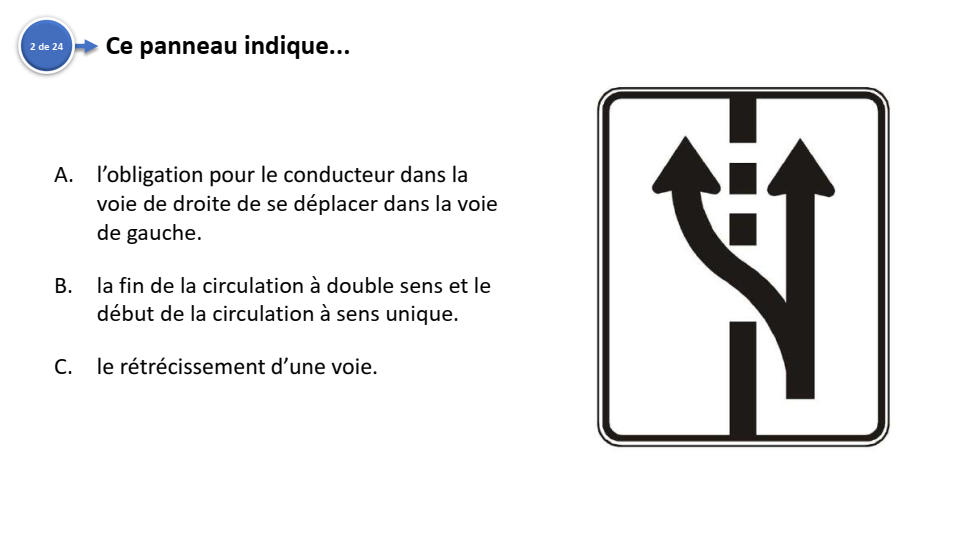 2 de 24
Ce panneau indique...
A. l’obligation pour le conducteur dans la
voie de droite de se déplacer dans la voie
de gauche.
B. la fin de la circulation à double sens et le
début de la circulation à sens unique.
C. le rétrécissement d’une voie.